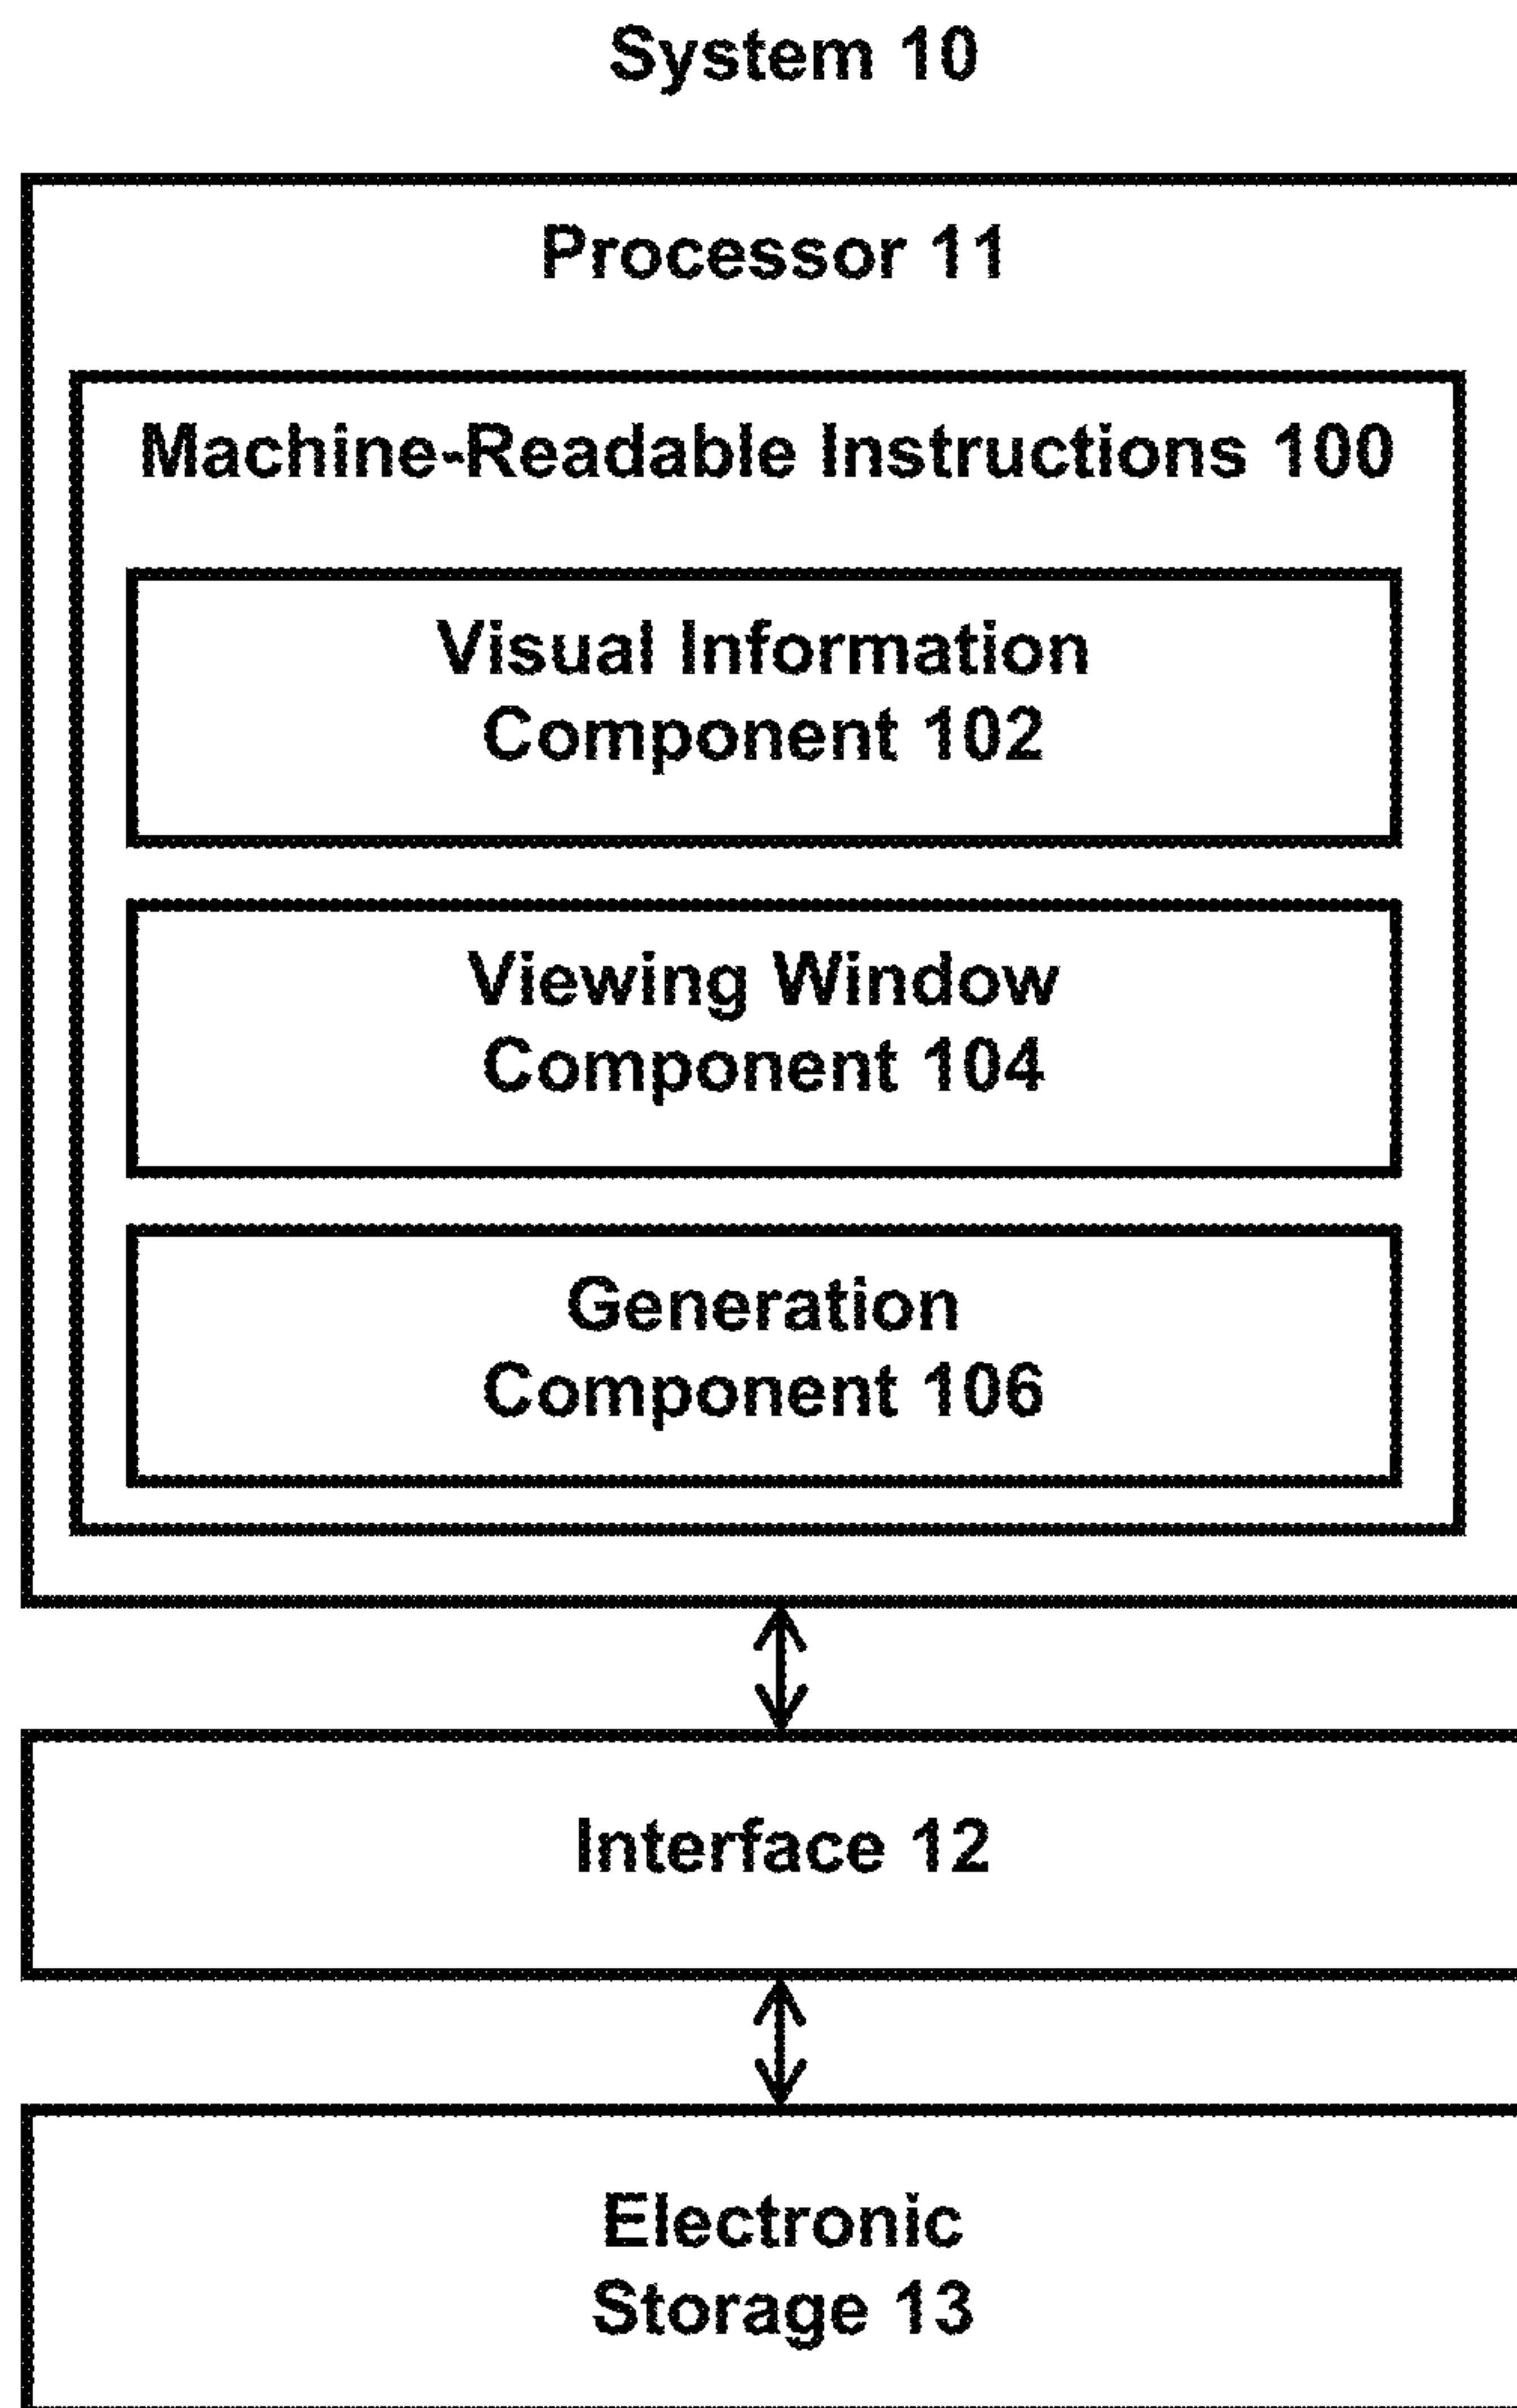 System 10
Processor 11
Machine-Readable Instructions 100
Visual Information
Component 102
Viewing Window
Component 104
Generation
Component 106
Interface 12
Electronic
Storage 13